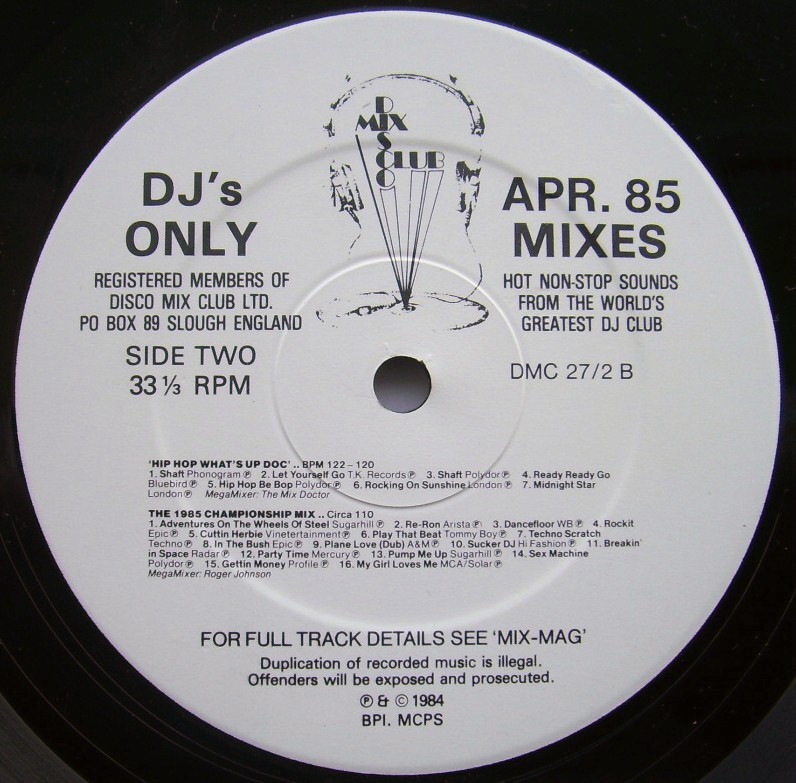 DISCO
MIX
CLUB
DJ's
ONLY
REGISTERED MEMBERS OF
DISCO MIX CLUB LTD.
PO BOX 89 SLOUGH ENGLAND
SIDE TWO
33 ⅓ RPM
APR. 85
MIXES
HOT NON-STOP SOUNDS
FROM THE WORLD'S
GREATEST DJ CLUB
DMC 27/2 B
'HIP HOP WHAT'S UP DOC' .. BPM 122 – 120
1. Shaft Phonogram ℗ 2. Let Yourself Go T.K. Records ℗ 3. Shaft Polydor ℗ 4. Ready Ready Go
Bluebird ℗ 5. Hip Hop Be Bop Polydor ℗ 6. Rocking On Sunshine London ℗ 7. Midnight Star
London ℗ MegaMixer: The Mix Doctor
THE 1985 CHAMPIONSHIP MIX .. Circa 110
1. Adventures On The Wheels Of Steel Sugarhill ℗ 2. Re-Ron Arista ℗ 3. Dancefloor WB ℗ 4. Rockit
Epic ℗ 5. Cuttin Herbie Vinetertainment ℗ 6. Play That Beat Tommy Boy ℗ 7. Techno Scratch
Techno ℗ 8. In The Bush Epic ℗ 9. Plane Love (Dub) A&M ℗ 10. Sucker DJ Hi Fashion ℗ 11. Breakin'
in Space Radar ℗ 12. Party Time Mercury ℗ 13. Pump Me Up Sugarhill ℗ 14. Sex Machine
Polydor ℗ 15. Gettin Money Profile ℗ 16. My Girl Loves Me MCA/Solar ℗
MegaMixer: Roger Johnson
FOR FULL TRACK DETAILS SEE 'MIX-MAG'
Duplication of recorded music is illegal.
Offenders will be exposed and prosecuted.
℗ & © 1984
BPI. MCPS